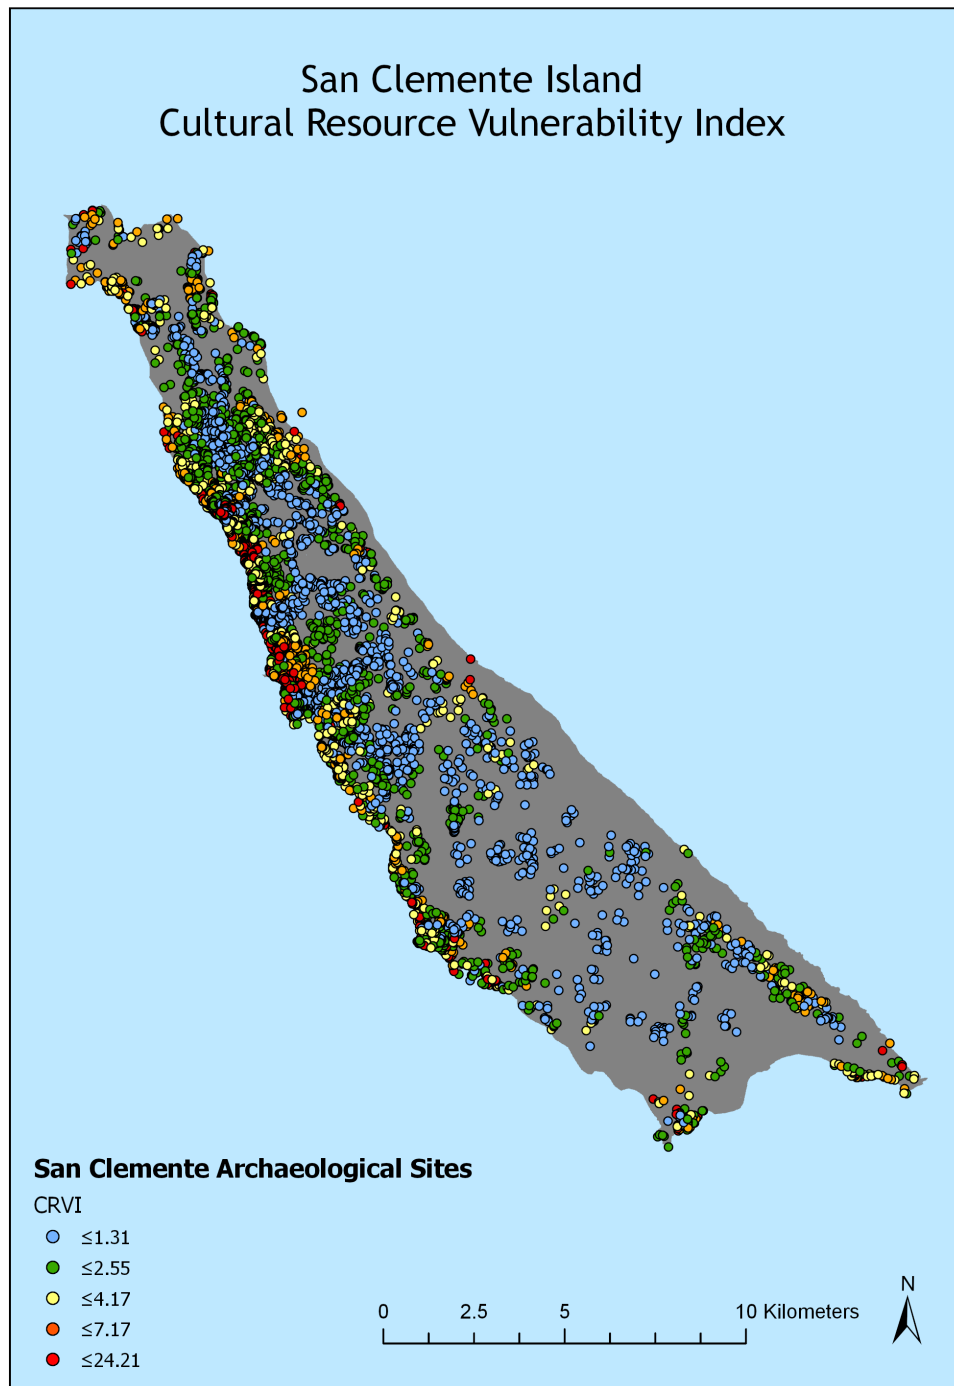 San Clemente Island
Cultural Resource Vulnerability Index
San Clemente Archaeological Sites
CRVI
≤1.31
≤2.55
≤4.17
≤7.17
≤24.21
0 2.5 5 10 Kilometers
N